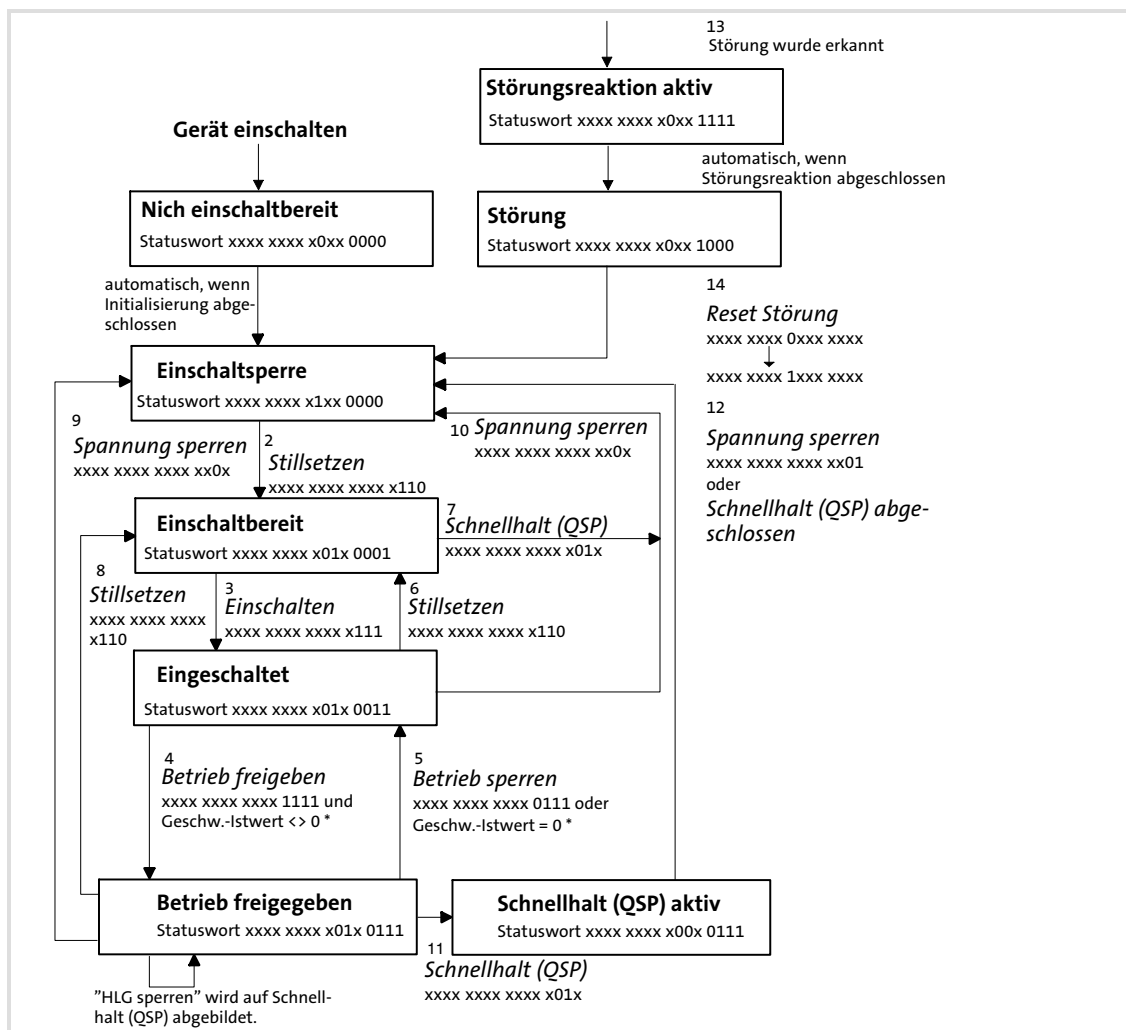 13
Störung wurde erkannt
Störungsreaktion aktiv
Statuswort xxxx xxxx x0xx 1111
Gerät einschalten
automatisch, wenn
Störungsreaktion abgeschlossen
Nich einschaltbereit
Statuswort xxxx xxxx x0xx 0000
Störung
Statuswort xxxx xxxx x0xx 1000
automatisch, wenn
Initialisierung abge-
schlossen
14
Reset Störung
xxxx xxxx 0xxx xxxx
xxxx xxxx 1xxx xxxx
Einschaltsperre
Statuswort xxxx xxxx x1xx 0000
9
Spannung sperren
xxxx xxxx xxxx xx0x
2
Stillsetzen
xxxx xxxx xxxx x110
10 Spannung sperren
xxxx xxxx xxxx xx0x
12
Spannung sperren
xxxx xxxx xxxx xx01
oder
Schnellhalt (QSP) abge-
schlossen
Einschaltbereit
Statuswort xxxx xxxx x01x 0001
7
Schnellhalt (QSP)
xxxx xxxx xxxx x01x
8
Stillsetzen
xxxx xxxx xxxx
x110
3
Einschalten
xxxx xxxx xxxx x111
6
Stillsetzen
xxxx xxxx xxxx x110
Eingeschaltet
Statuswort xxxx xxxx x01x 0011
4
Betrieb freigeben
xxxx xxxx xxxx 1111 und
Geschw.-Istwert <> 0 *
5
Betrieb sperren
xxxx xxxx xxxx 0111 oder
Geschw.-Istwert = 0 *
Betrieb freigegeben
Statuswort xxxx xxxx x01x 0111
Schnellhalt (QSP) aktiv
Statuswort xxxx xxxx x00x 0111
11
Schnellhalt (QSP)
xxxx xxxx xxxx x01x
"HLG sperren" wird auf Schnell-
halt (QSP) abgebildet.